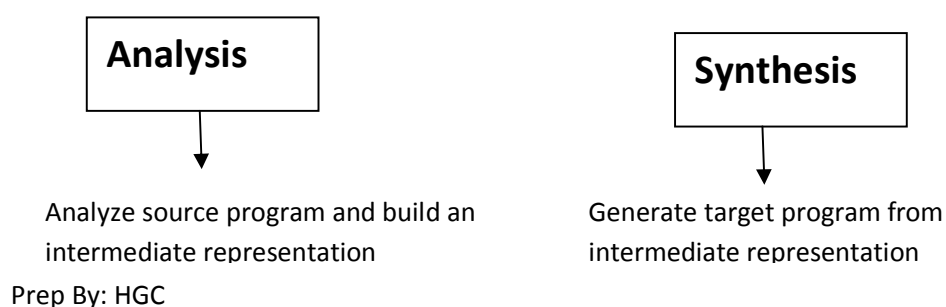 Analysis
Synthesis
Analyze source program and build an
intermediate representation
Generate target program from
intermediate representation
Prep By: HGC